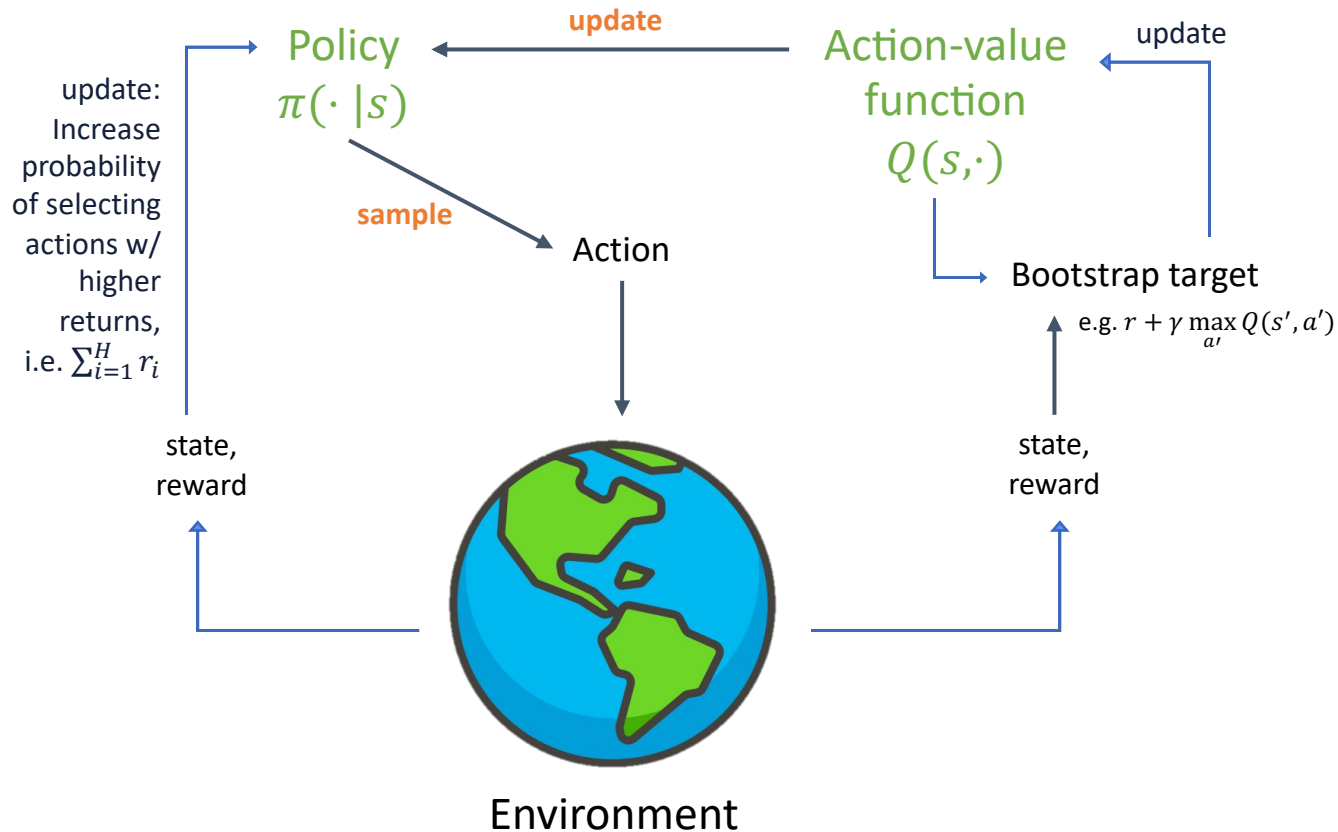 update
Policy
π(· |s)
Action-value
function
Q(s,·)
update
update:
Increase
probability
of selecting
actions w/
higher
returns,
i.e. ∑_{i=1}^{H} r_i
sample
Action
Bootstrap target
e.g. r + γ max_{a′} Q(s′, a′)
state,
reward
state,
reward
Environment